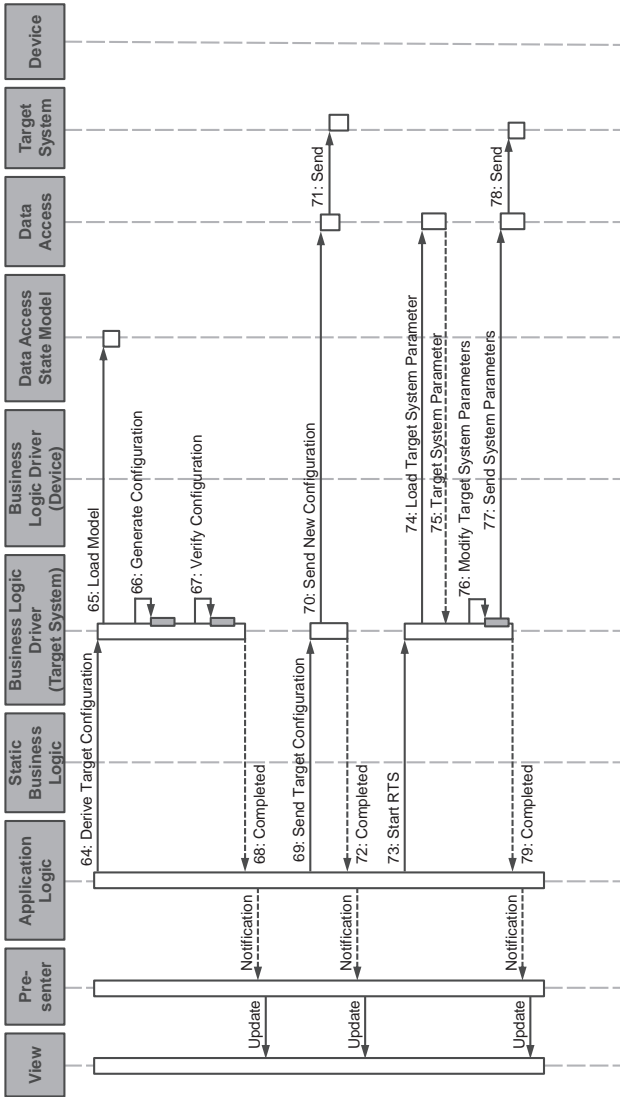 View
Pre-
senter
Application
Logic
Static
Business
Logic
Business Logic
Driver
(Target System)
Business
Logic Driver
(Device)
Data Access
State Model
Data
Access
Target
System
Device
64: Derive Target Configuration
65: Load Model
66: Generate Configuration
67: Verify Configuration
68: Completed
Notification
Update
69: Send Target Configuration
70: Send New Configuration
71: Send
72: Completed
Notification
Update
73: Start RTS
74: Load Target System Parameter
75: Target System Parameter
76: Modify Target System Parameters
77: Send System Parameters
78: Send
79: Completed
Notification
Update